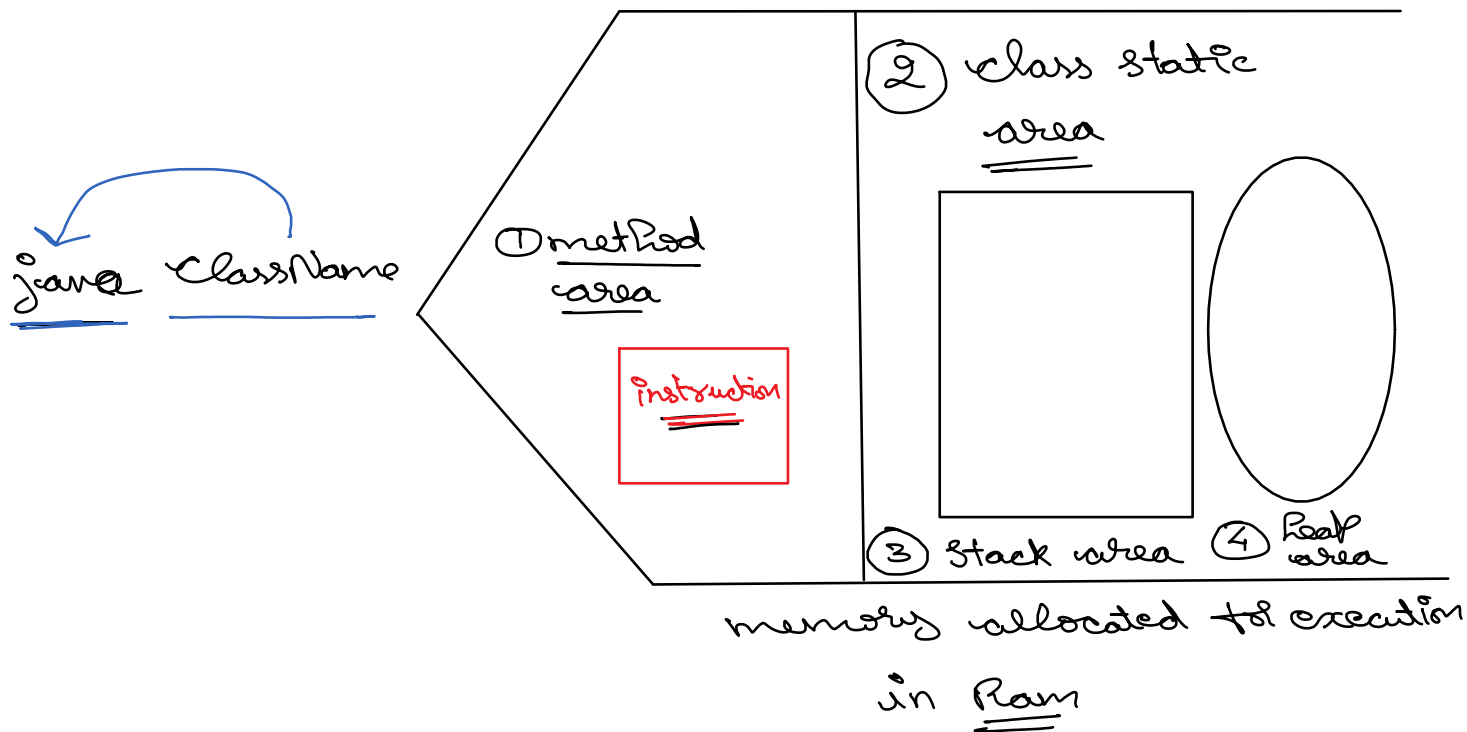 java className
① method
area
instruction
② class static
area
③ stack area
④ heap
area
memory allocated for execution
in Ram